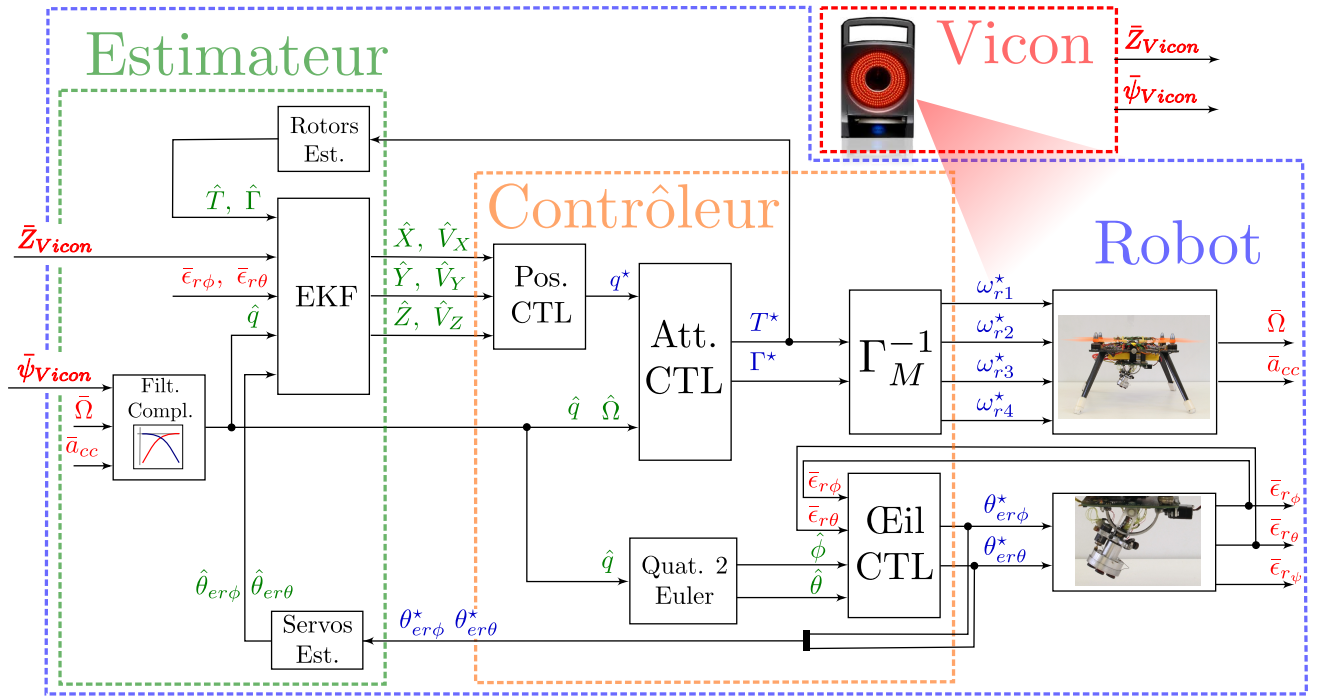 Estimateur
Vicon
Z̄_Vicon
ψ̄_Vicon
Rotors
Est.
Contrôleur
Robot
T̂, Γ̂
Z̄_Vicon
ε̄_rϕ, ε̄_rθ
q̂
EKF
X̂, V̂_X
Ŷ, V̂_Y
Ẑ, V̂_Z
Pos.
CTL
q⋆
Att.
CTL
T⋆
Γ⋆
Γ_M^−1
ω⋆_r1
ω⋆_r2
ω⋆_r3
ω⋆_r4
Ω̄
ā_cc
ψ̄_Vicon
Ω̄
ā_cc
Filt.
Compl.
q̂ Ω̂
ε̄_rϕ
ε̄_rθ
ϕ̂
θ̂
Œil
CTL
θ⋆_erϕ
θ⋆_erθ
ε̄_rϕ
ε̄_rθ
ε̄_rψ
q̂
Quat. 2
Euler
θ̂_erϕ θ̂_erθ
Servos
Est.
θ⋆_erϕ θ⋆_erθ